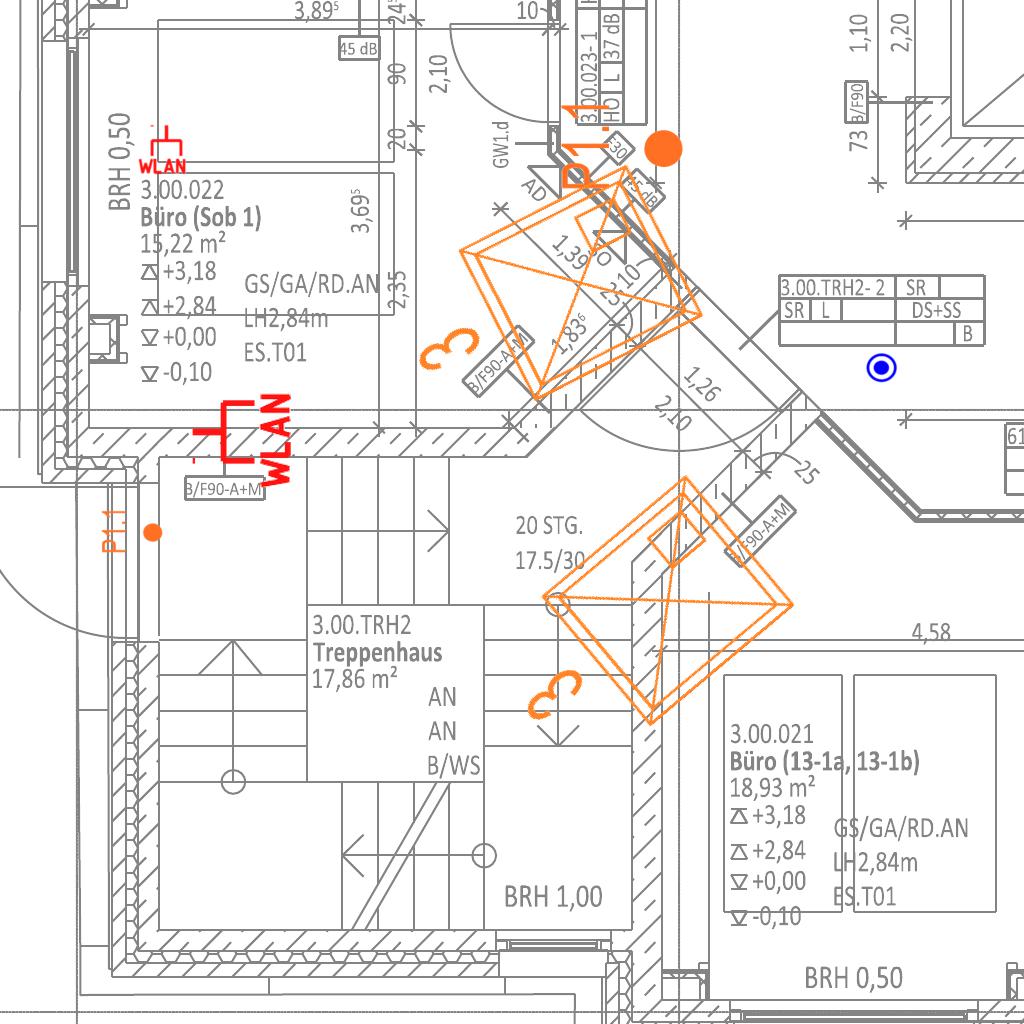 3,89⁵
10
24⁵
45 dB
90
2,10
20
3.00.023-1
HO L 37 dB
1,10
2,20
B/F90
73
GW1.d
E30
45 dB
AD
P1.1
BRH 0,50
WLAN
3.00.022
Büro (Sob 1)
15,22 m²
+3,18
+2,84
+0,00
-0,10
3,69⁵
2,35
GS/GA/RD.AN
LH2,84m
ES.T01
1,39
2,10
25
1,83⁶
3
B/F90-A+M
3.00.TRH2-2 SR
SR L DS+SS
B
1,26
2,10
25
61
WLAN
B/F90-A+M
P1.1
20 STG.
17.5/30
B/F90-A+M
3.00.TRH2
Treppenhaus
17,86 m²
AN
AN
B/WS
3
4,58
3.00.021
Büro (13-1a, 13-1b)
18,93 m²
+3,18
+2,84
+0,00
-0,10
GS/GA/RD.AN
LH2,84m
ES.T01
BRH 1,00
BRH 0,50